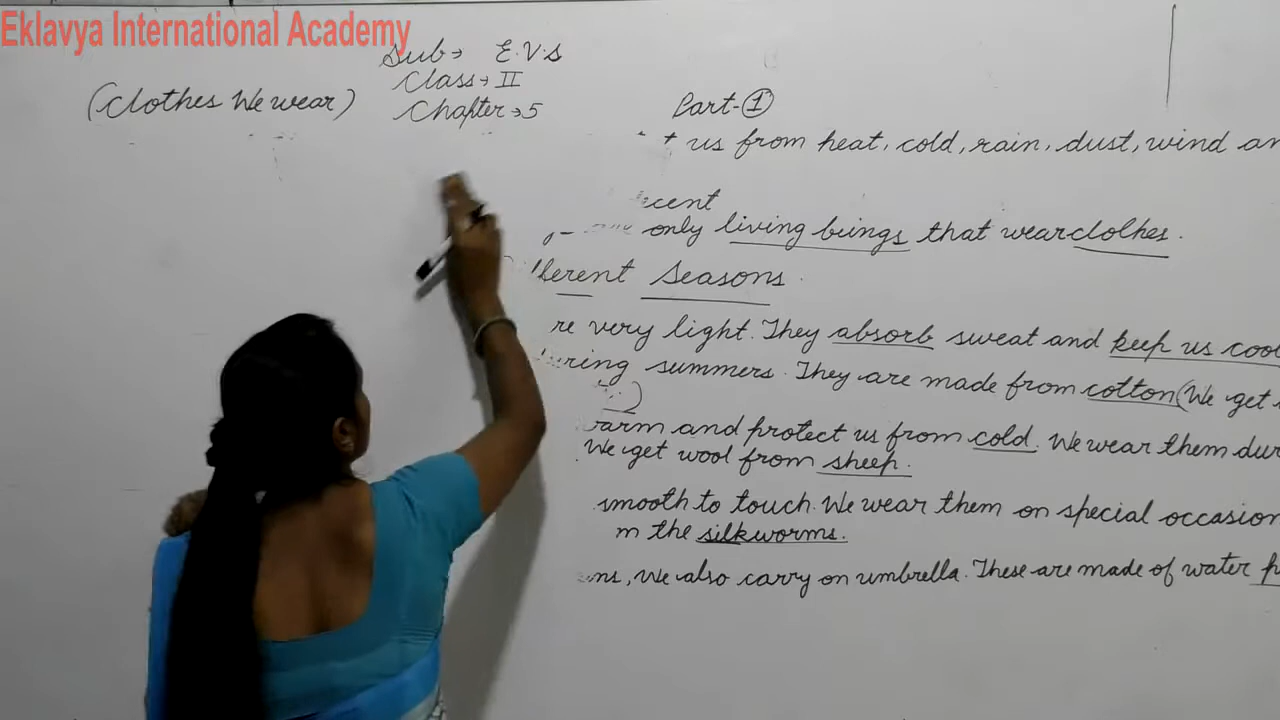 Eklavya International Academy
Sub→ E.V.S
Class→ II
(Clothes We wear) Chapter→5
Part-①
us from heat, cold, rain, dust, wind an
cent
only living beings that wear clothes.
ferent Seasons.
re very light. They absorb sweat and keep us cool
ring summers. They are made from cotton (We get
arm and protect us from cold. We wear them dur
We get wool from sheep.
smooth to touch. We wear them on special occasion
m the silkworms.
ns, We also carry on umbrella. These are made of water p